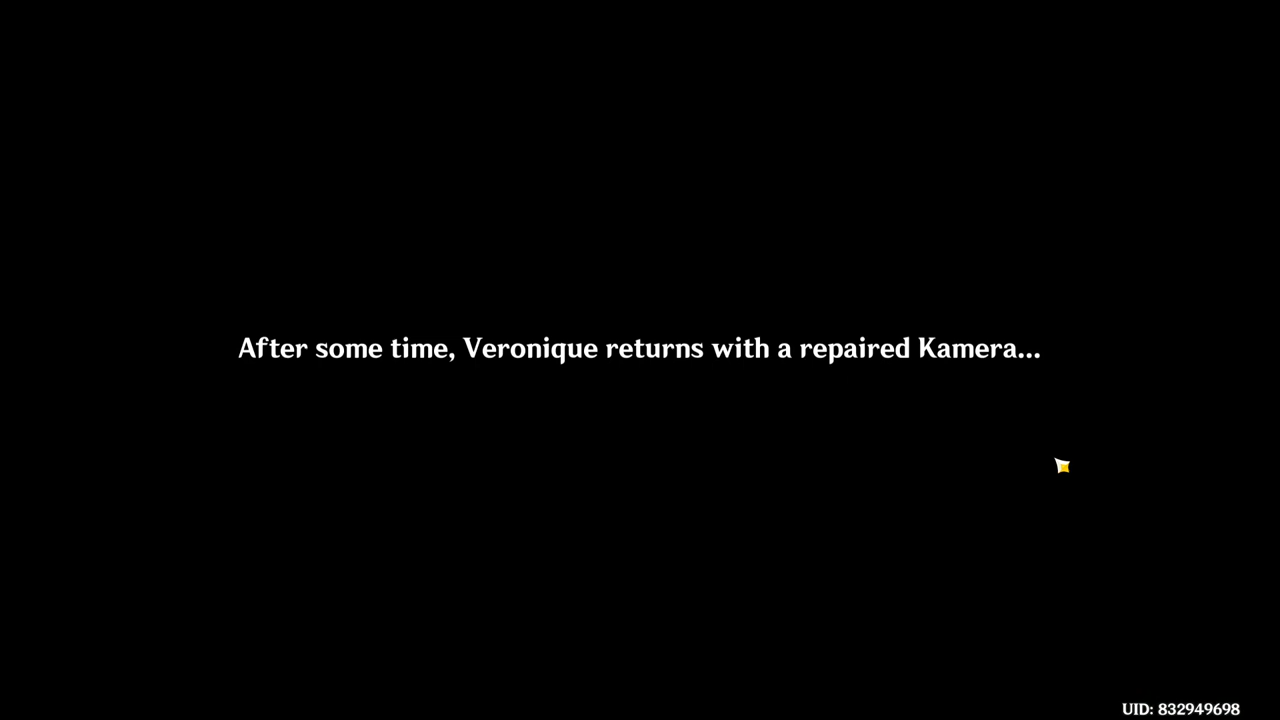 After some time, Veronique returns with a repaired Kamera...
UID: 832949698